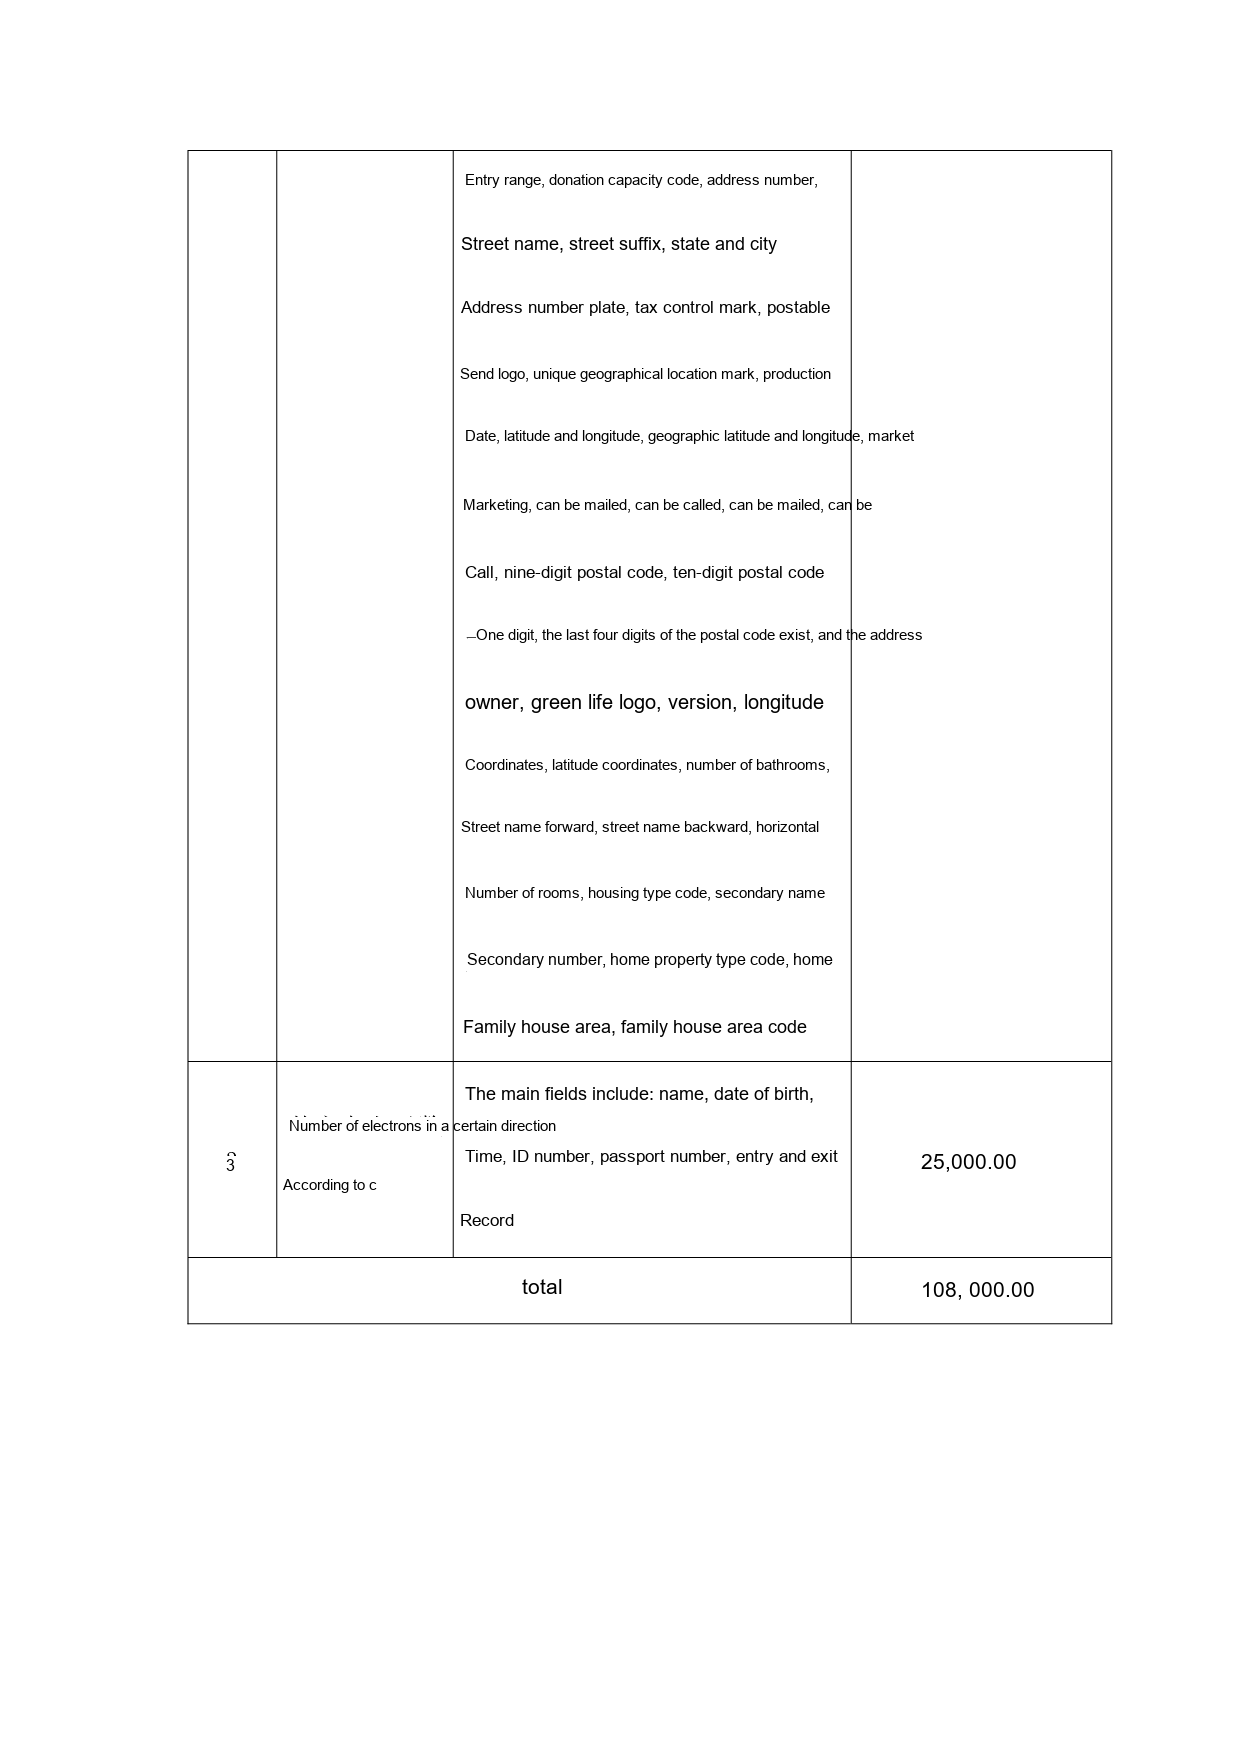 Entry range, donation capacity code, address number,
Street name, street suffix, state and city
Address number plate, tax control mark, postable
Send logo, unique geographical location mark, production
Date, latitude and longitude, geographic latitude and longitude, market
Marketing, can be mailed, can be called, can be mailed, can be
Call, nine-digit postal code, ten-digit postal code
—One digit, the last four digits of the postal code exist, and the address
owner, green life logo, version, longitude
Coordinates, latitude coordinates, number of bathrooms,
Street name forward, street name backward, horizontal
Number of rooms, housing type code, secondary name
Secondary number, home property type code, home
Family house area, family house area code
3
Number of electrons in a certain direction
According to c
The main fields include: name, date of birth,
Time, ID number, passport number, entry and exit
Record
25,000.00
total
108, 000.00